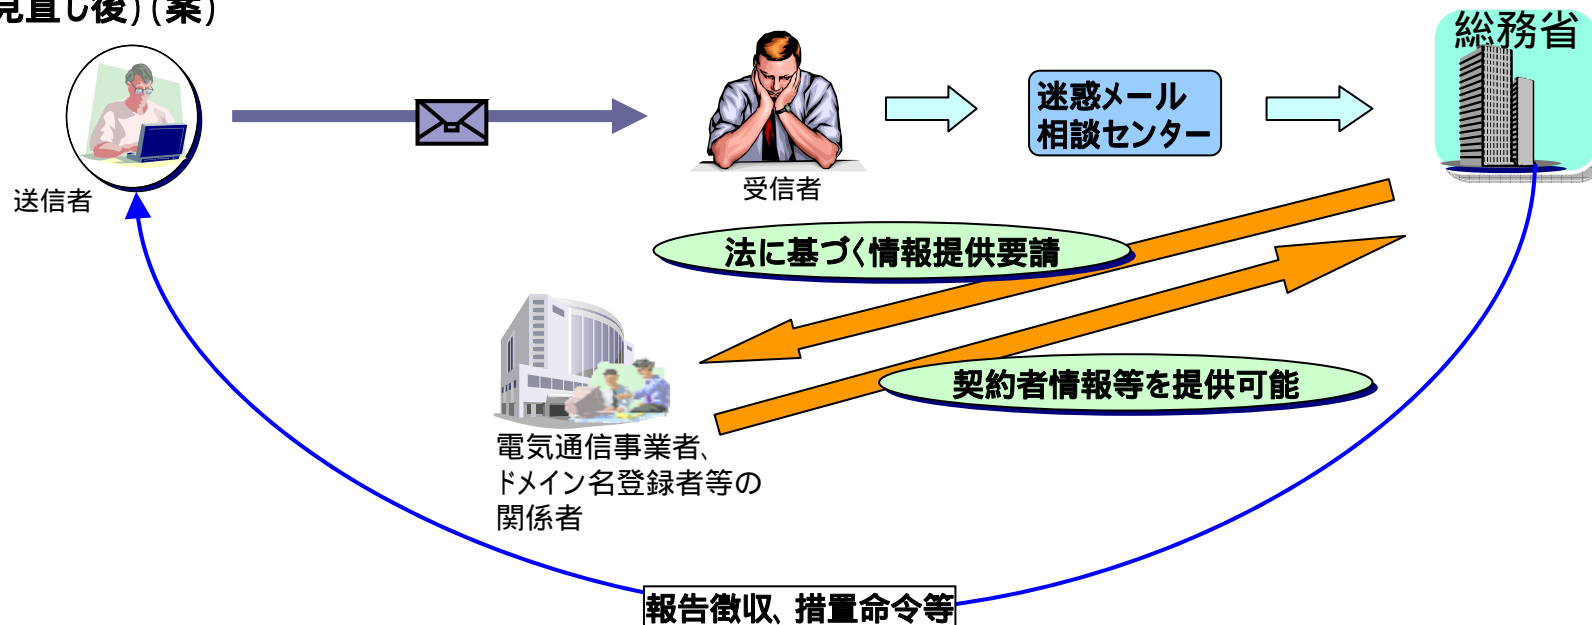 見直し後）（案）
総務省
迷惑メール
相談センター
送信者
受信者
法に基づく情報提供要請
契約者情報等を提供可能
電気通信事業者、
ドメイン名登録者等の
関係者
報告徴収、措置命令等